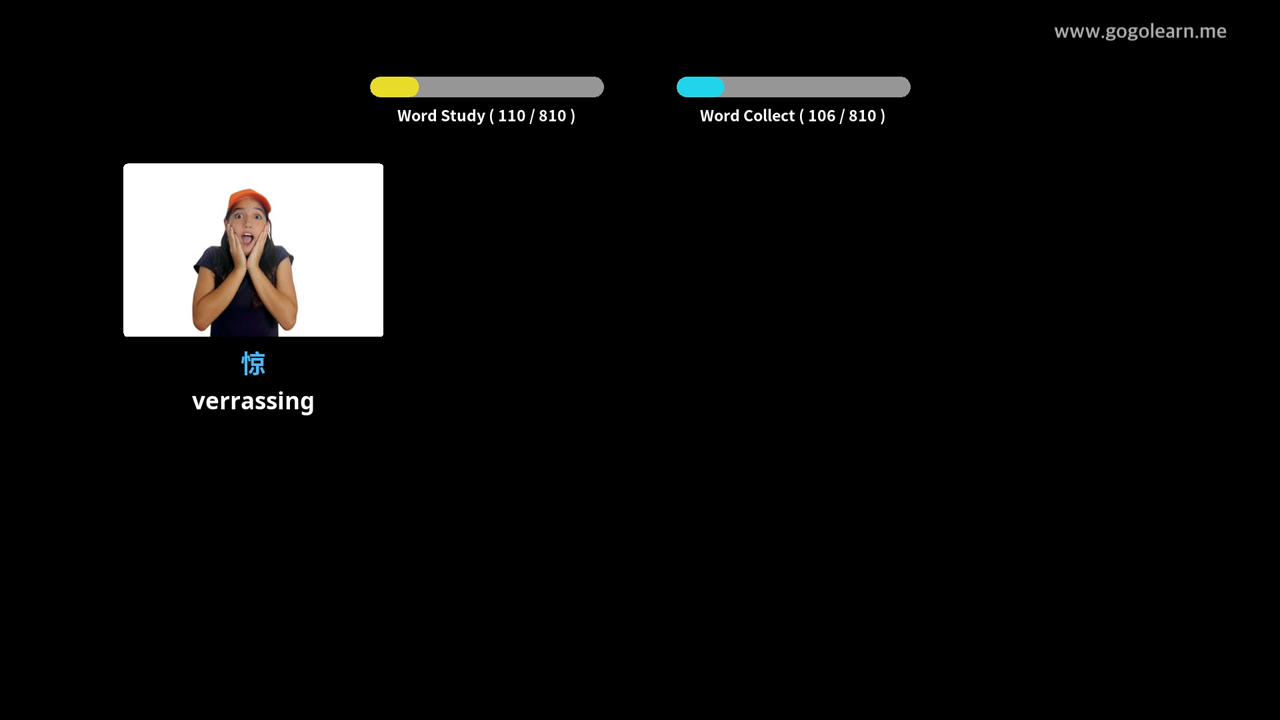 www.gogolearn.me
Word Study ( 110 / 810 )
Word Collect ( 106 / 810 )
惊
verrassing